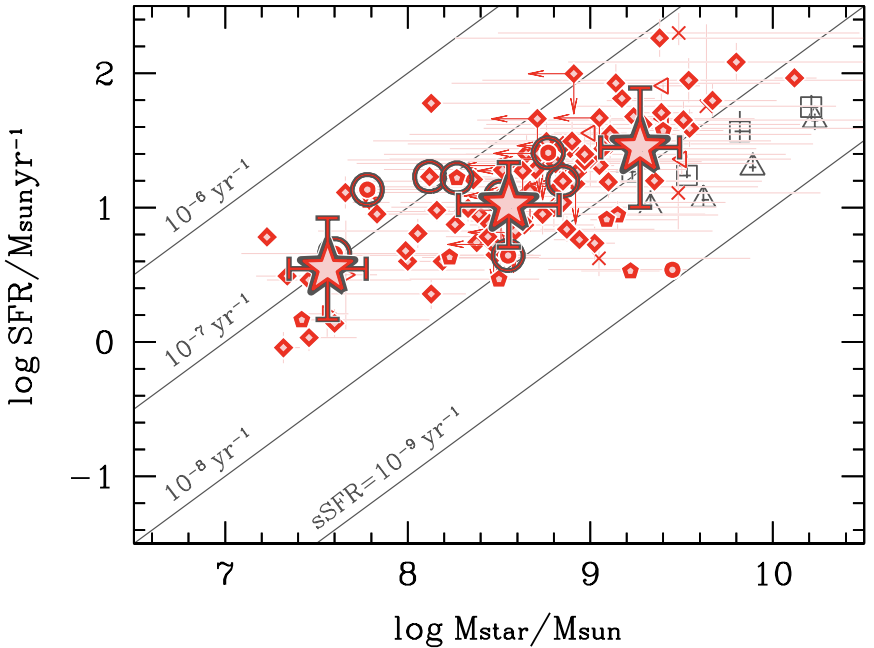 2
1
0
−1
7
8
9
10
log SFR/Msunyr⁻¹
log Mstar/Msun
10⁻⁶ yr⁻¹
10⁻⁷ yr⁻¹
10⁻⁸ yr⁻¹
sSFR=10⁻⁹ yr⁻¹